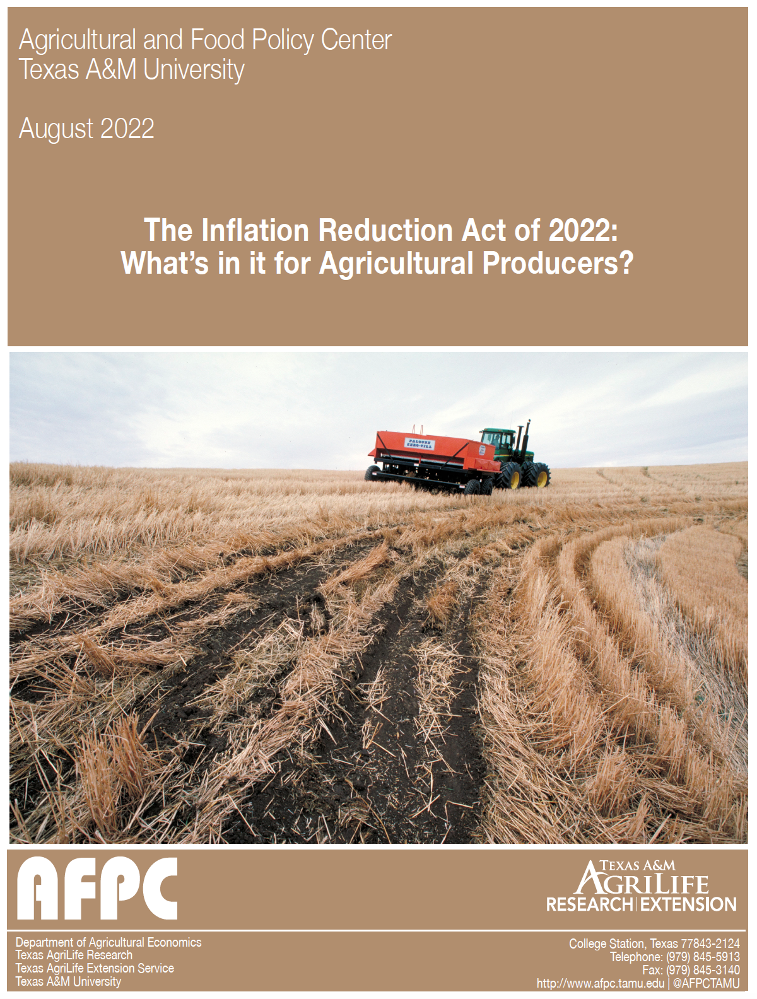 Agricultural and Food Policy Center
Texas A&M University
August 2022
The Inflation Reduction Act of 2022:
What's in it for Agricultural Producers?
PALOUSE
ZERO-TILL
AFPC
TEXAS A&M
AGRILIFE
RESEARCH | EXTENSION
Department of Agricultural Economics
Texas AgriLife Research
Texas AgriLife Extension Service
Texas A&M University
College Station, Texas 77843-2124
Telephone: (979) 845-5913
Fax: (979) 845-3140
http://www.afpc.tamu.edu | @AFPCTAMU